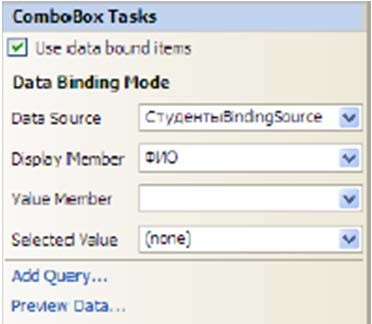 ComboBox Tasks
Use data bound items
Data Binding Mode
Data Source СтудентыBindingSource
Display Member ФИО
Value Member
Selected Value (none)
Add Query...
Preview Data...